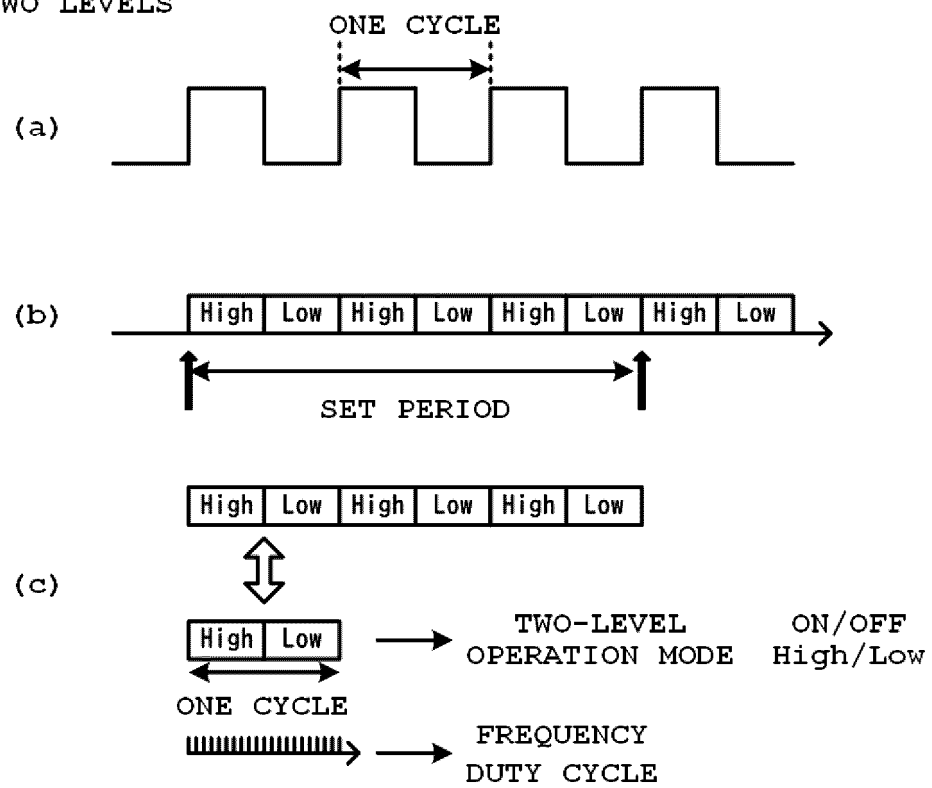 WO LEVELS
ONE CYCLE
(a)
(b)
High Low High Low High Low High Low
SET PERIOD
High Low High Low High Low
(c)
High Low
TWO-LEVEL ON/OFF
OPERATION MODE High/Low
ONE CYCLE
FREQUENCY
DUTY CYCLE